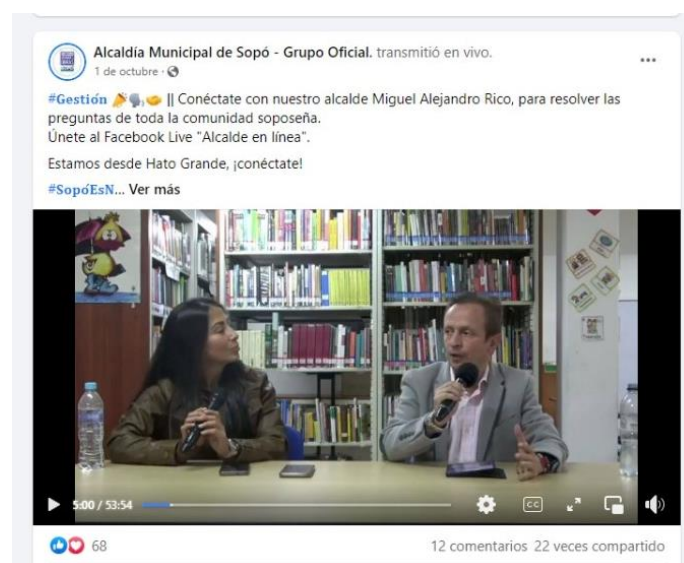 Alcaldía Municipal de Sopó - Grupo Oficial. transmitió en vivo.
1 de octubre ·
#Gestión 🎉🗣️🤝 || Conéctate con nuestro alcalde Miguel Alejandro Rico, para resolver las
preguntas de toda la comunidad soposeña.
Únete al Facebook Live "Alcalde en línea".
Estamos desde Hato Grande, ¡conéctate!
#SopóEsN... Ver más
5:00 / 53:54
CC
68
12 comentarios 22 veces compartido